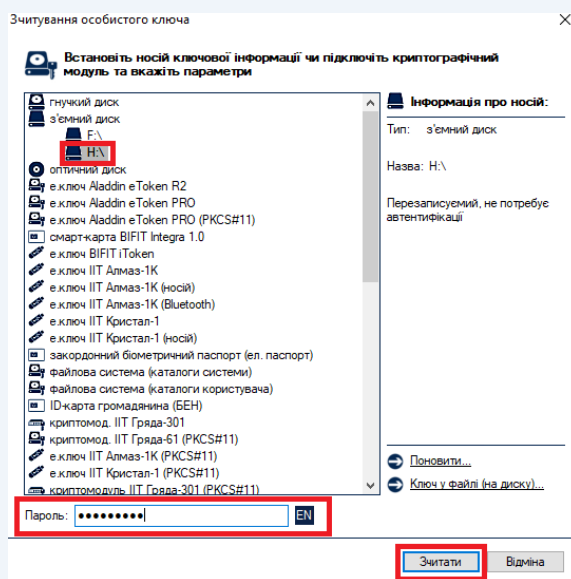 Зчитування особистого ключа
Встановіть носій ключової інформації чи підключіть криптографічний
модуль та вкажіть параметри
гнучкий диск
з'ємний диск
F:\
H:\
оптичний диск
е.ключ Aladdin eToken R2
е.ключ Aladdin eToken PRO
е.ключ Aladdin eToken PRO (PKCS#11)
смарт-карта BIFIT Integra 1.0
е.ключ BIFIT iToken
е.ключ ІІТ Алмаз-1К
е.ключ ІІТ Алмаз-1К (носій)
е.ключ ІІТ Алмаз-1К (Bluetooth)
е.ключ ІІТ Кристал-1
е.ключ ІІТ Кристал-1 (носій)
закордонний біометричний паспорт (ел. паспорт)
файлова система (каталоги системи)
файлова система (каталоги користувача)
ID-карта громадянина (БЕН)
криптомод. ІІТ Гряда-301
криптомод. ІІТ Гряда-61 (PKCS#11)
е.ключ ІІТ Алмаз-1К (PKCS#11)
е.ключ ІІТ Кристал-1 (PKCS#11)
криптомодуль ІІТ Гряда-301 (PKCS#11)
Інформація про носій:
Тип: з'ємний диск
Назва: H:\
Перезаписуємий, не потребує
автентифікації
Поновити...
Ключ у файлі (на диску)...
Пароль: ●●●●●●●●● EN
Зчитати Відміна